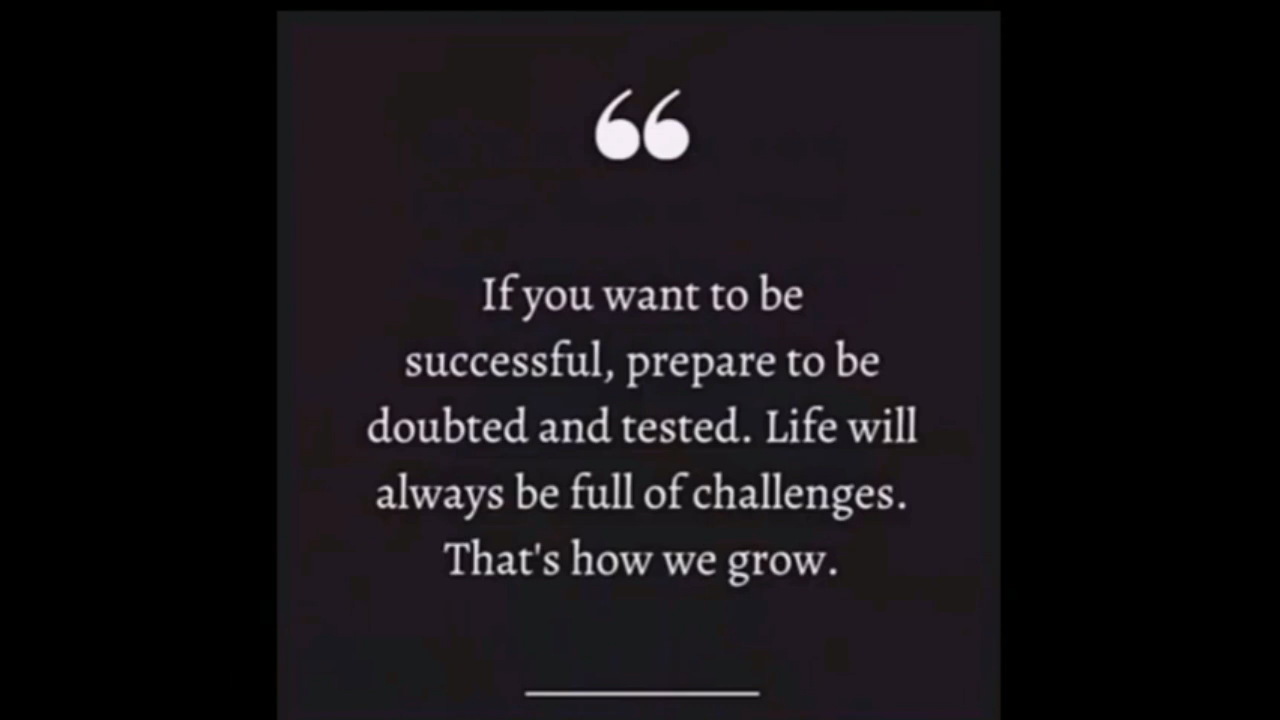 “
If you want to be
successful, prepare to be
doubted and tested. Life will
always be full of challenges.
That's how we grow.